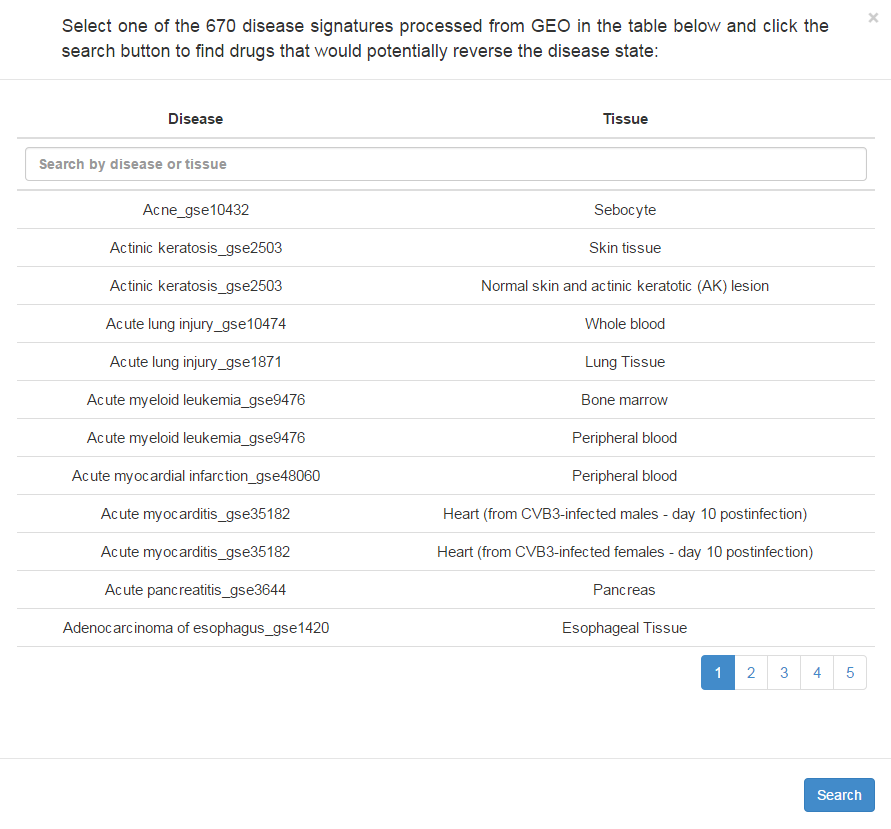 Select one of the 670 disease signatures processed from GEO in the table below and click the
search button to find drugs that would potentially reverse the disease state:
×
Disease Tissue
Search by disease or tissue
Acne_gse10432 Sebocyte
Actinic keratosis_gse2503 Skin tissue
Actinic keratosis_gse2503 Normal skin and actinic keratotic (AK) lesion
Acute lung injury_gse10474 Whole blood
Acute lung injury_gse1871 Lung Tissue
Acute myeloid leukemia_gse9476 Bone marrow
Acute myeloid leukemia_gse9476 Peripheral blood
Acute myocardial infarction_gse48060 Peripheral blood
Acute myocarditis_gse35182 Heart (from CVB3-infected males - day 10 postinfection)
Acute myocarditis_gse35182 Heart (from CVB3-infected females - day 10 postinfection)
Acute pancreatitis_gse3644 Pancreas
Adenocarcinoma of esophagus_gse1420 Esophageal Tissue
1 2 3 4 5
Search